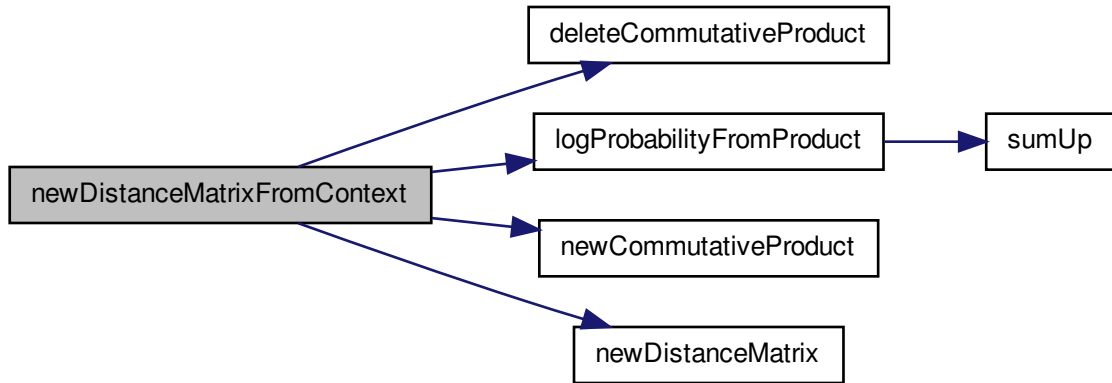 deleteCommutativeProduct
logProbabilityFromProduct
sumUp
newDistanceMatrixFromContext
newCommutativeProduct
newDistanceMatrix